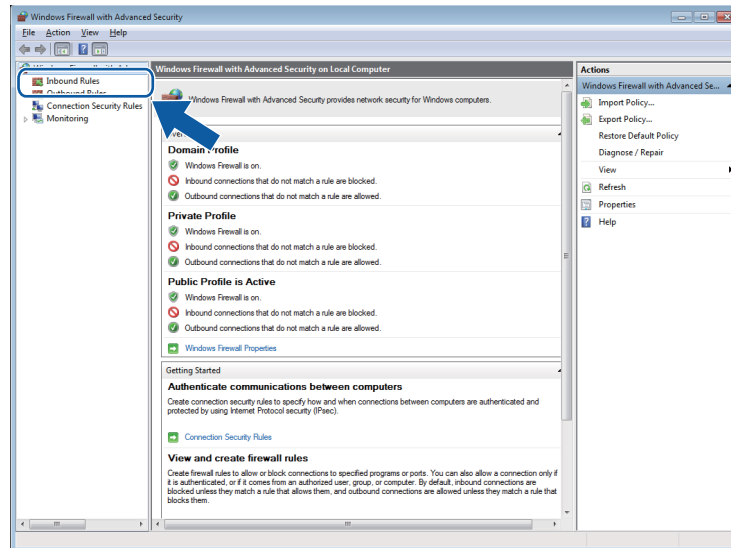 Windows Firewall with Advanced Security
File Action View Help
Inbound Rules
Outbound Rules
Connection Security Rules
Monitoring
Windows Firewall with Advanced Security on Local Computer
Windows Firewall with Advanced Security provides network security for Windows computers.
Domain Profile
Windows Firewall is on.
Inbound connections that do not match a rule are blocked.
Outbound connections that do not match a rule are allowed.
Private Profile
Windows Firewall is on.
Inbound connections that do not match a rule are blocked.
Outbound connections that do not match a rule are allowed.
Public Profile is Active
Windows Firewall is on.
Inbound connections that do not match a rule are blocked.
Outbound connections that do not match a rule are allowed.
Windows Firewall Properties
Getting Started
Authenticate communications between computers
Create connection security rules to specify how and when connections between computers are authenticated and
protected by using Internet Protocol security (IPsec).
Connection Security Rules
View and create firewall rules
Create firewall rules to allow or block connections to specified programs or ports. You can also allow a connection only if
it is authenticated, or if it comes from an authorized user, group, or computer. By default, inbound connections are
blocked unless they match a rule that allows them, and outbound connections are allowed unless they match a rule that
blocks them.
Actions
Windows Firewall with Advanced Se...
Import Policy...
Export Policy...
Restore Default Policy
Diagnose / Repair
View
Refresh
Properties
Help